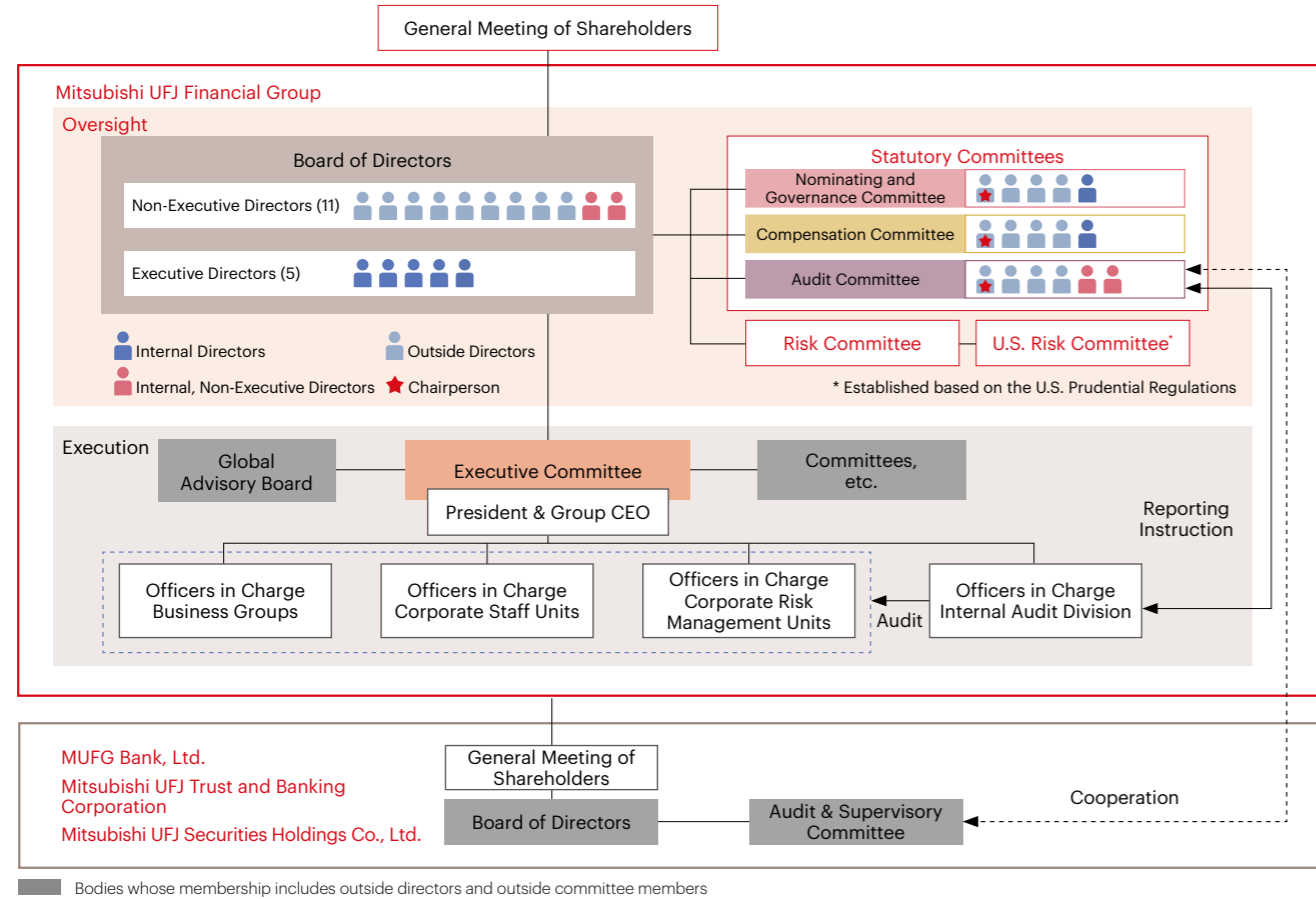 General Meeting of Shareholders
Mitsubishi UFJ Financial Group
Oversight
Board of Directors
Non-Executive Directors (11)
Executive Directors (5)
Internal Directors
Outside Directors
Internal, Non-Executive Directors
Chairperson
Statutory Committees
Nominating and
Governance Committee
Compensation Committee
Audit Committee
Risk Committee
U.S. Risk Committee*
* Established based on the U.S. Prudential Regulations
Execution
Global
Advisory Board
Executive Committee
Committees,
etc.
President & Group CEO
Reporting
Instruction
Officers in Charge
Business Groups
Officers in Charge
Corporate Staff Units
Officers in Charge
Corporate Risk
Management Units
Audit
Officers in Charge
Internal Audit Division
MUFG Bank, Ltd.
Mitsubishi UFJ Trust and Banking
Corporation
Mitsubishi UFJ Securities Holdings Co., Ltd.
General Meeting of
Shareholders
Board of Directors
Audit & Supervisory
Committee
Cooperation
Bodies whose membership includes outside directors and outside committee members